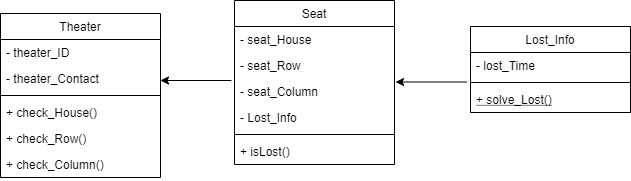 Theater
- theater_ID
- theater_Contact
+ check_House()
+ check_Row()
+ check_Column()
Seat
- seat_House
- seat_Row
- seat_Column
- Lost_Info
+ isLost()
Lost_Info
- lost_Time
+ solve_Lost()